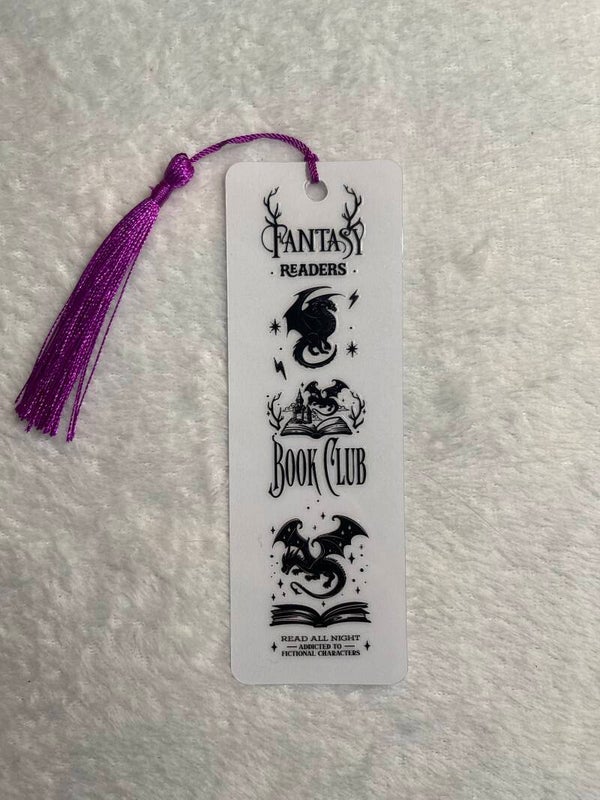 FANTASY
· READERS ·
BOOK CLUB
READ ALL NIGHT
— ADDICTED TO —
FICTIONAL CHARACTERS